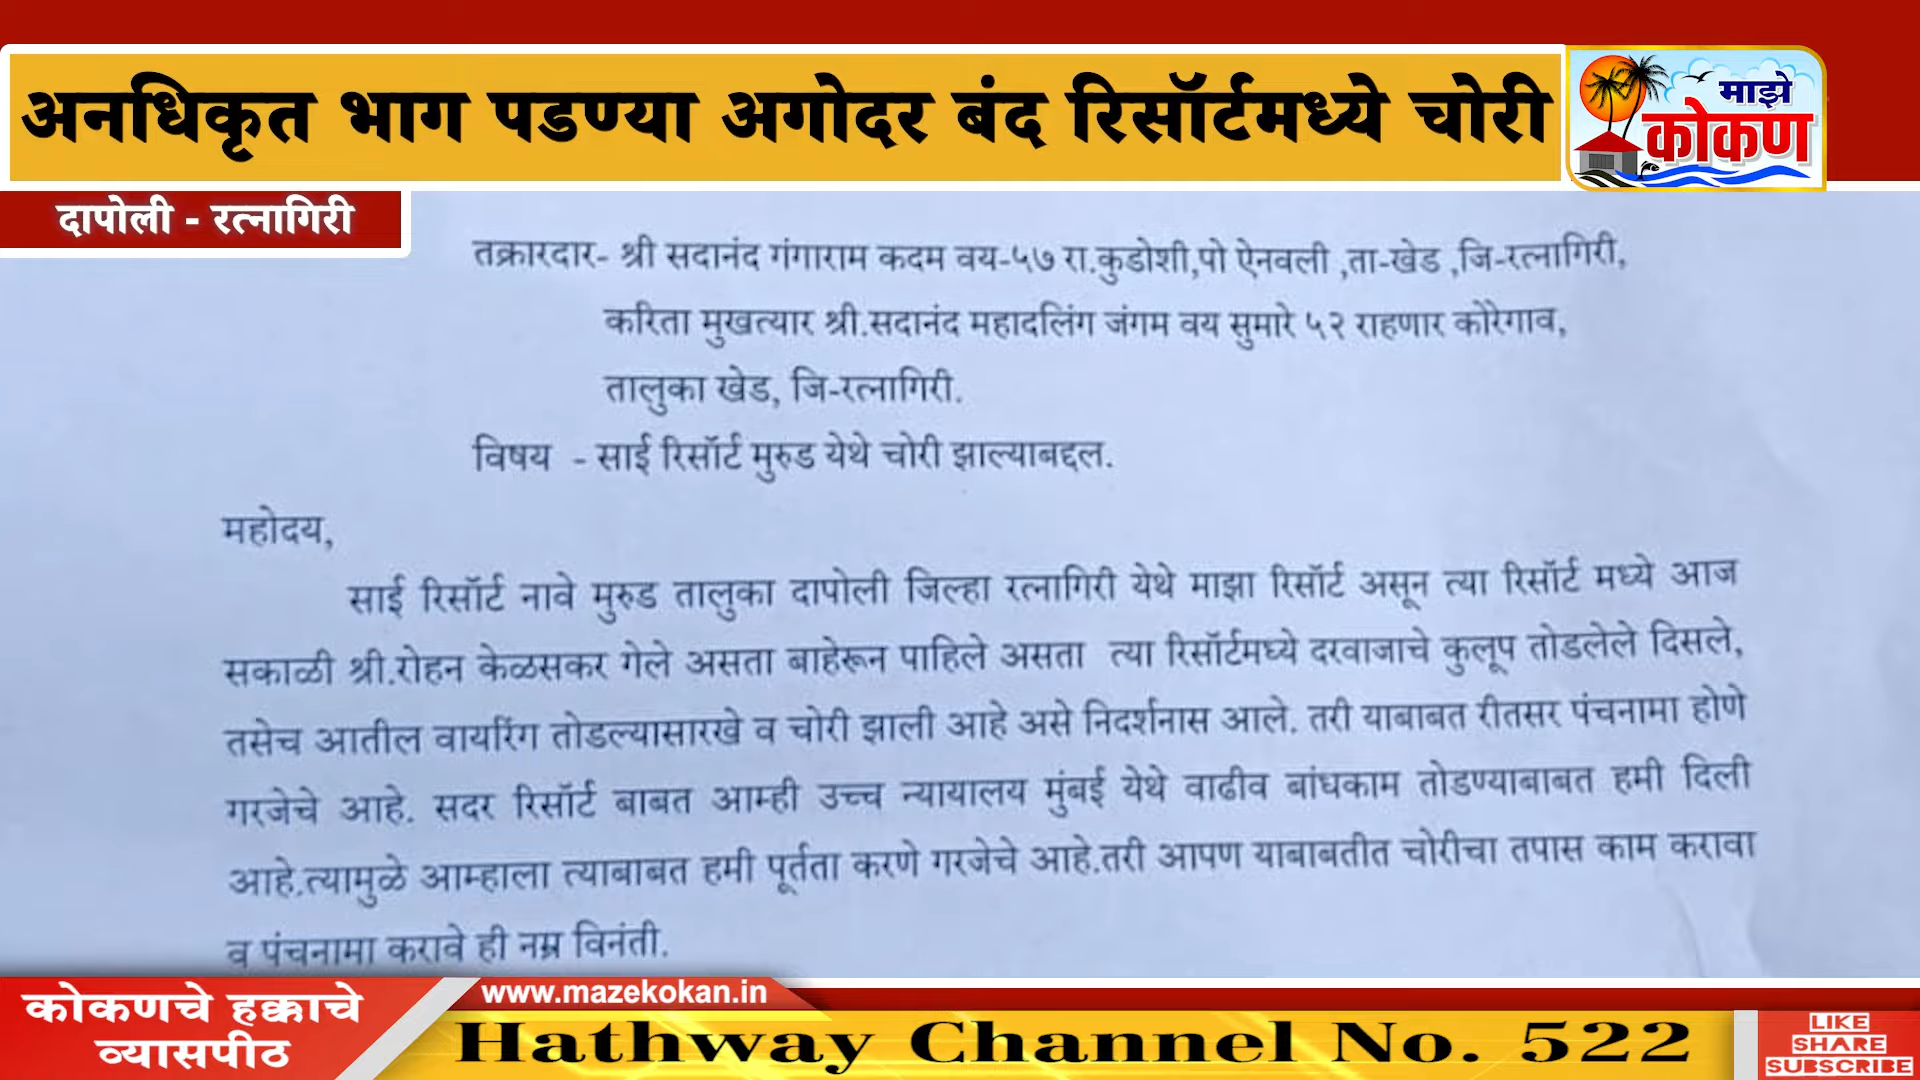 अनधिकृत भाग पडण्या अगोदर बंद रिसॉर्टमध्ये चोरी
माझे
कोकण
दापोली - रत्नागिरी
तक्रारदार- श्री सदानंद गंगाराम कदम वय-५७ रा.कुडोशी,पो ऐनवली ,ता-खेड ,जि-रत्नागिरी,
करिता मुखत्यार श्री.सदानंद महादलिंग जंगम वय सुमारे ५२ राहणार कोरेगाव,
तालुका खेड, जि-रत्नागिरी.
विषय - साई रिसॉर्ट मुरुड येथे चोरी झाल्याबद्दल.
महोदय,
साई रिसॉर्ट नावे मुरुड तालुका दापोली जिल्हा रत्नागिरी येथे माझा रिसॉर्ट असून त्या रिसॉर्ट मध्ये आज
सकाळी श्री.रोहन केळसकर गेले असता बाहेरून पाहिले असता त्या रिसॉर्टमध्ये दरवाजाचे कुलूप तोडलेले दिसले,
तसेच आतील वायरिंग तोडल्यासारखे व चोरी झाली आहे असे निदर्शनास आले. तरी याबाबत रीतसर पंचनामा होणे
गरजेचे आहे. सदर रिसॉर्ट बाबत आम्ही उच्च न्यायालय मुंबई येथे वाढीव बांधकाम तोडण्याबाबत हमी दिली
आहे.त्यामुळे आम्हाला त्याबाबत हमी पूर्तता करणे गरजेचे आहे.तरी आपण याबाबतीत चोरीचा तपास काम करावा
व पंचनामा करावे ही नम्र विनंती.
कोकणचे हक्काचे
व्यासपीठ
www.mazekokan.in
Hathway Channel No. 522
LIKE
SHARE
SUBSCRIBE